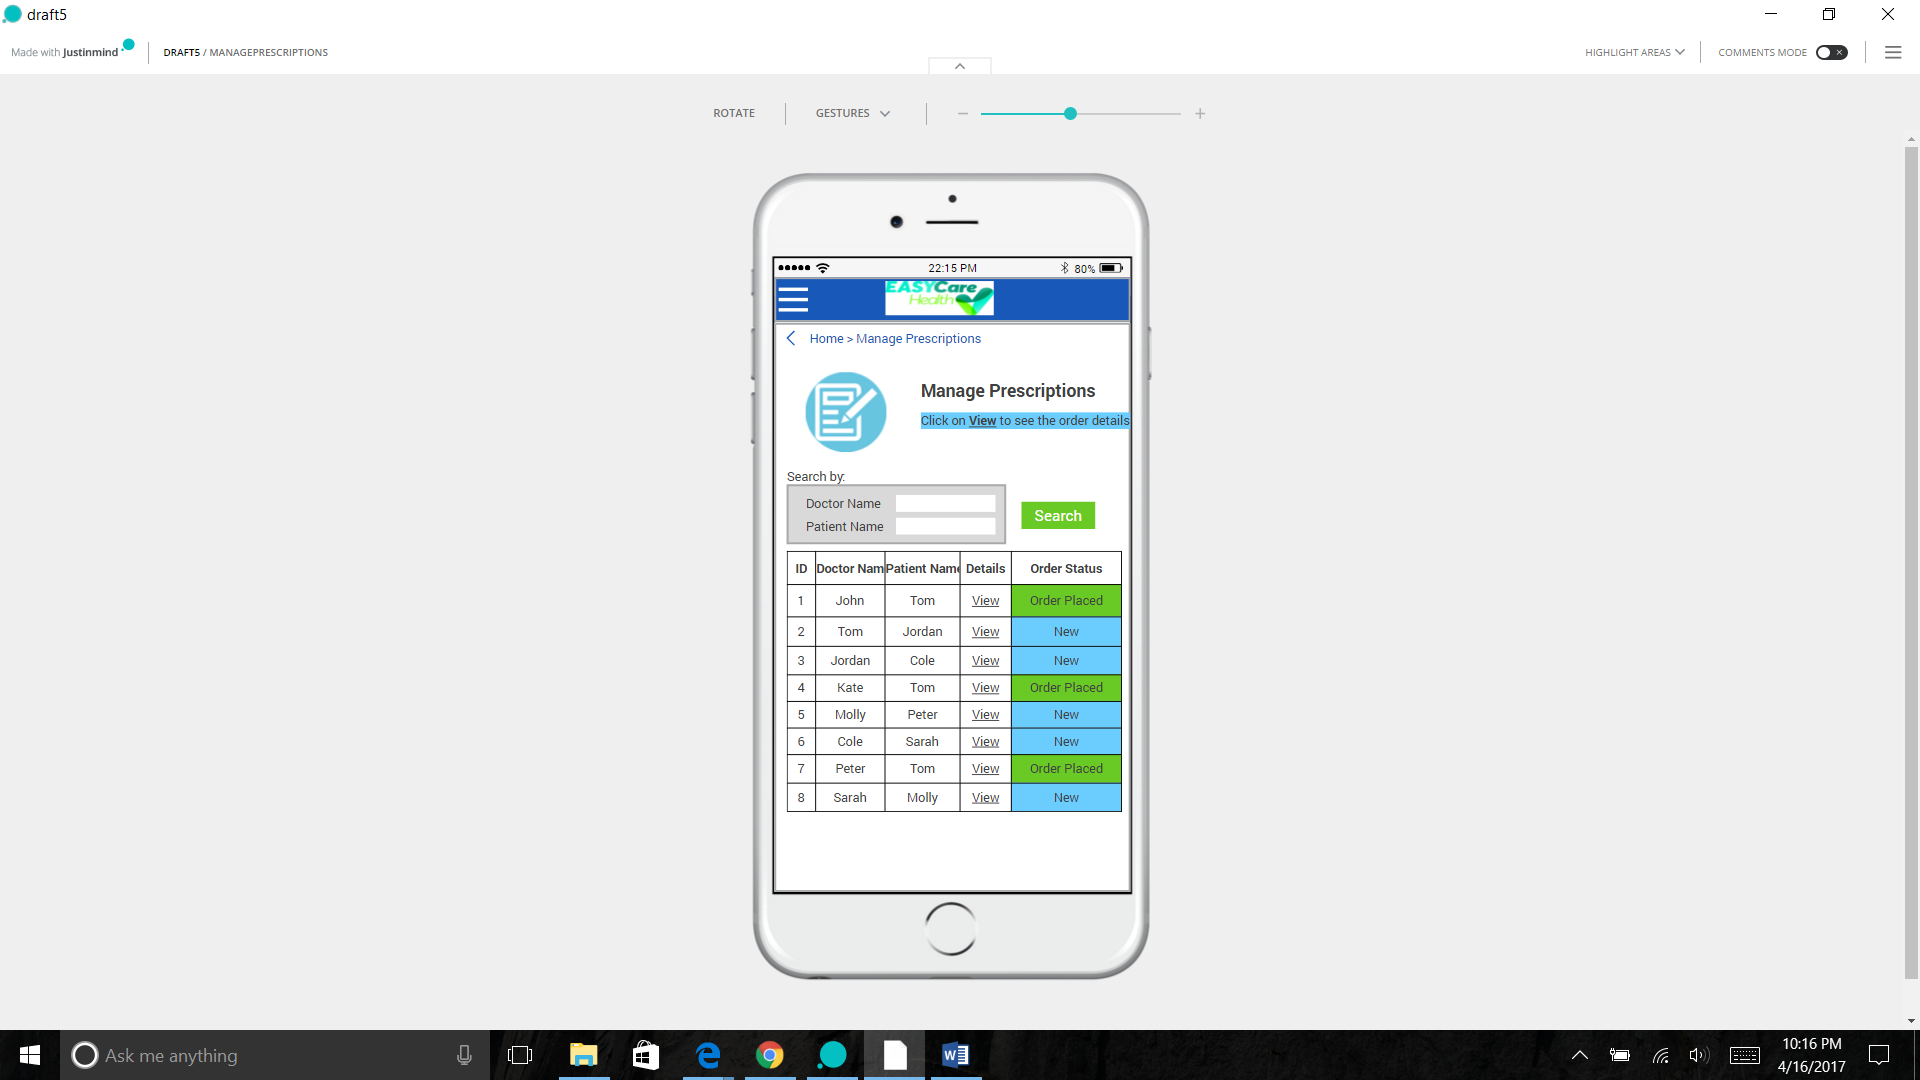 draft5
Made with Justinmind
DRAFT5 / MANAGEPRESCRIPTIONS
HIGHLIGHT AREAS
COMMENTS MODE
ROTATE
GESTURES
22:15 PM
80%
EASYCare
Health
Home > Manage Prescriptions
Manage Prescriptions
Click on View to see the order details
Search by:
Doctor Name
Patient Name
Search
ID Doctor Nam Patient Name Details Order Status
1 John Tom View Order Placed
2 Tom Jordan View New
3 Jordan Cole View New
4 Kate Tom View Order Placed
5 Molly Peter View New
6 Cole Sarah View New
7 Peter Tom View Order Placed
8 Sarah Molly View New
Ask me anything
10:16 PM
4/16/2017